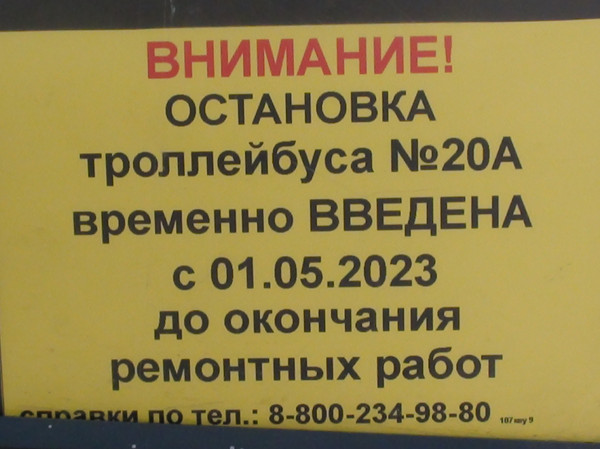 ВНИМАНИЕ!
ОСТАНОВКА
троллейбуса №20А
временно ВВЕДЕНА
с 01.05.2023
до окончания
ремонтных работ
справки по тел.: 8-800-234-98-80